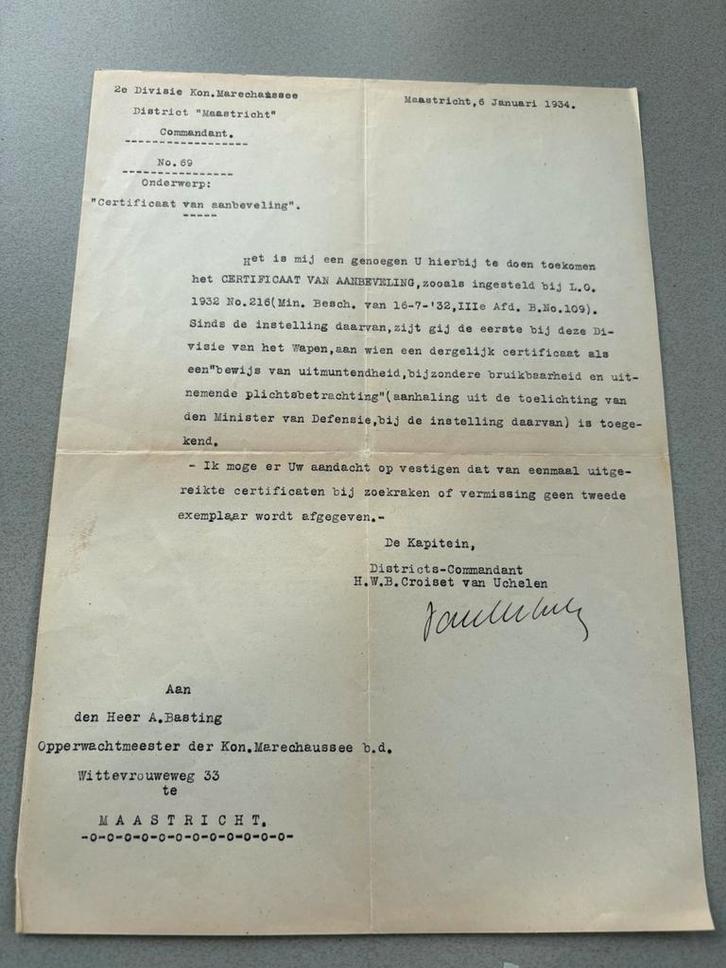 2e Divisie Kon.Marechaussee
District "Maastricht"
Commandant.
Maastricht,6 Januari 1934.
No.69
Onderwerp:
"Certificaat van aanbeveling".
Het is mij een genoegen U hierbij te doen toekomen
het CERTIFICAAT VAN AANBEVELING,zooals ingesteld bij L.O.
1932 No.216(Min. Besch. van 16-7-'32,IIIe Afd. B.No.109).
Sinds de instelling daarvan,zijt gij de eerste bij deze Di-
visie van het Wapen,aan wien een dergelijk certificaat als
een"bewijs van uitmuntendheid,bijzondere bruikbaarheid en uit-
nemende plichtsbetrachting"(aanhaling uit de toelichting van
den Minister van Defensie,bij de instelling daarvan) is toege-
kend.
- Ik moge er Uw aandacht op vestigen dat van eenmaal uitge-
reikte certificaten bij zoekraken of vermissing geen tweede
exemplaar wordt afgegeven.-
De Kapitein,
Districts-Commandant
H.W.B.Croiset van Uchelen
Aan
den Heer A.Basting
Opperwachtmeester der Kon.Marechaussee b.d.
Wittevrouweweg 33
te
M A A S T R I C H T.
-o-o-o-o-o-o-o-o-o-o-o-o-